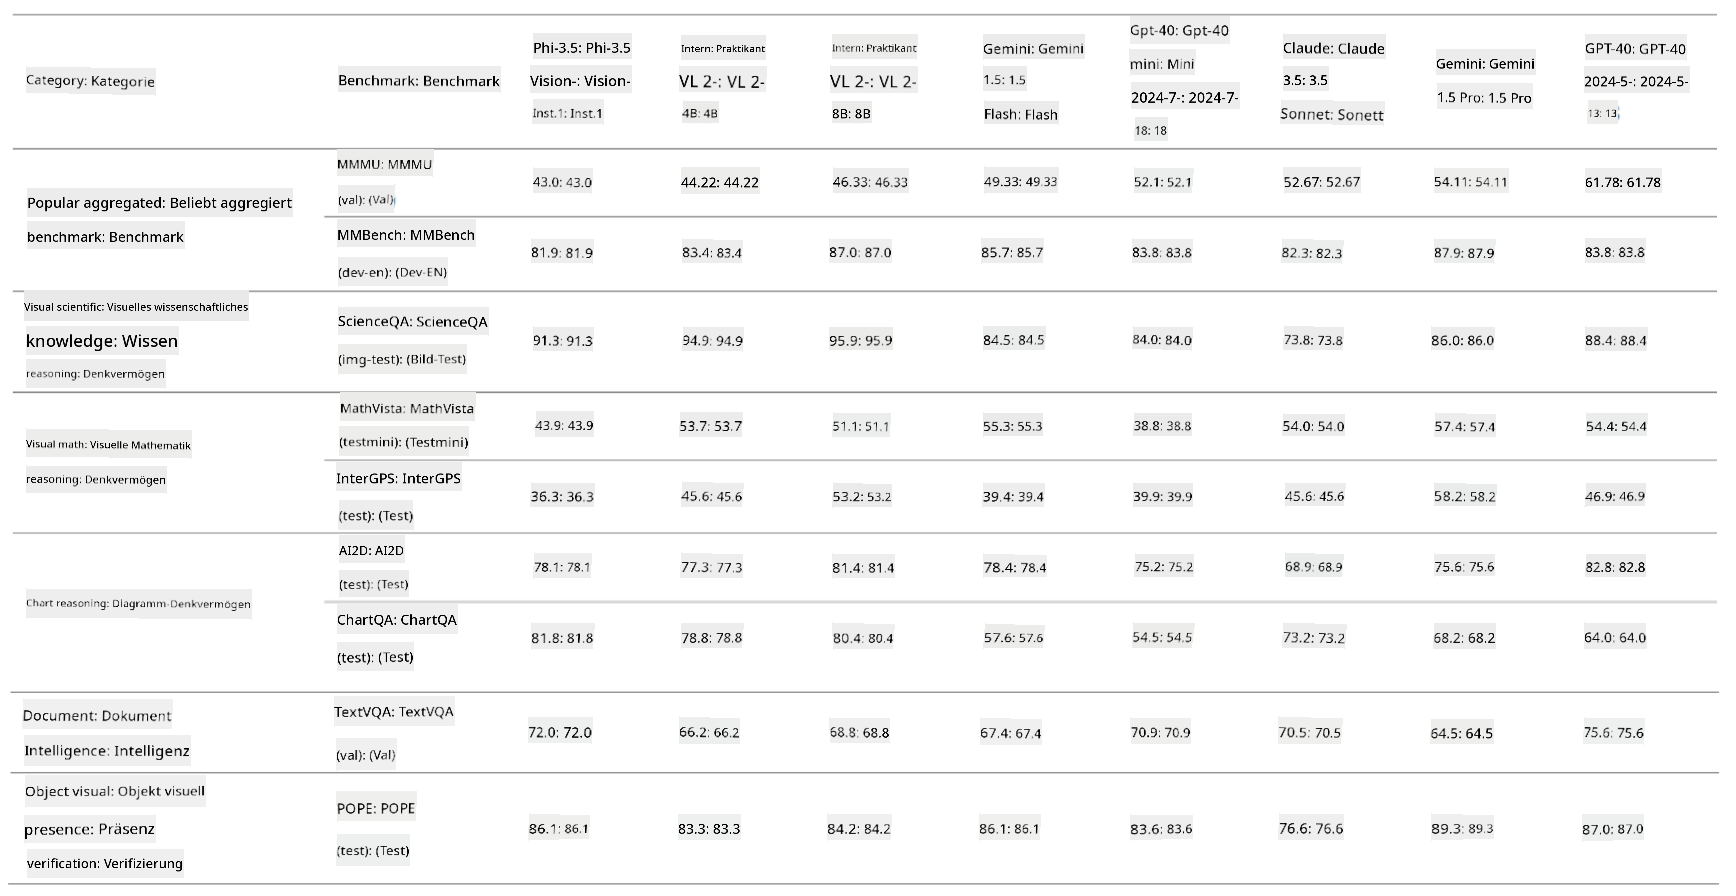 Category: Kategorie
Benchmark: Benchmark
Phi-3.5: Phi-3.5
Vision-: Vision-
Inst.1: Inst.1
Intern: Praktikant
VL 2-: VL 2-
4B: 4B
Intern: Praktikant
VL 2-: VL 2-
8B: 8B
Gemini: Gemini
1.5: 1.5
Flash: Flash
Gpt-40: Gpt-40
mini: Mini
2024-7-: 2024-7-
18: 18
Claude: Claude
3.5: 3.5
Sonnet: Sonett
Gemini: Gemini
1.5 Pro: 1.5 Pro
GPT-40: GPT-40
2024-5-: 2024-5-
13: 13
Popular aggregated: Beliebt aggregiert
benchmark: Benchmark
MMMU: MMMU
(val): (Val)
43.0: 43.0 44.22: 44.22 46.33: 46.33 49.33: 49.33 52.1: 52.1 52.67: 52.67 54.11: 54.11 61.78: 61.78
MMBench: MMBench
(dev-en): (Dev-EN)
81.9: 81.9 83.4: 83.4 87.0: 87.0 85.7: 85.7 83.8: 83.8 82.3: 82.3 87.9: 87.9 83.8: 83.8
Visual scientific: Visuelles wissenschaftliches
knowledge: Wissen
reasoning: Denkvermögen
ScienceQA: ScienceQA
(img-test): (Bild-Test)
91.3: 91.3 94.9: 94.9 95.9: 95.9 84.5: 84.5 84.0: 84.0 73.8: 73.8 86.0: 86.0 88.4: 88.4
Visual math: Visuelle Mathematik
reasoning: Denkvermögen
MathVista: MathVista
(testmini): (Testmini)
43.9: 43.9 53.7: 53.7 51.1: 51.1 55.3: 55.3 38.8: 38.8 54.0: 54.0 57.4: 57.4 54.4: 54.4
InterGPS: InterGPS
(test): (Test)
36.3: 36.3 45.6: 45.6 53.2: 53.2 39.4: 39.4 39.9: 39.9 45.6: 45.6 58.2: 58.2 46.9: 46.9
Chart reasoning: Diagramm-Denkvermögen
AI2D: AI2D
(test): (Test)
78.1: 78.1 77.3: 77.3 81.4: 81.4 78.4: 78.4 75.2: 75.2 68.9: 68.9 75.6: 75.6 82.8: 82.8
ChartQA: ChartQA
(test): (Test)
81.8: 81.8 78.8: 78.8 80.4: 80.4 57.6: 57.6 54.5: 54.5 73.2: 73.2 68.2: 68.2 64.0: 64.0
Document: Dokument
Intelligence: Intelligenz
TextVQA: TextVQA
(val): (Val)
72.0: 72.0 66.2: 66.2 68.8: 68.8 67.4: 67.4 70.9: 70.9 70.5: 70.5 64.5: 64.5 75.6: 75.6
Object visual: Objekt visuell
presence: Präsenz
verification: Verifizierung
POPE: POPE
(test): (Test)
86.1: 86.1 83.3: 83.3 84.2: 84.2 86.1: 86.1 83.6: 83.6 76.6: 76.6 89.3: 89.3 87.0: 87.0